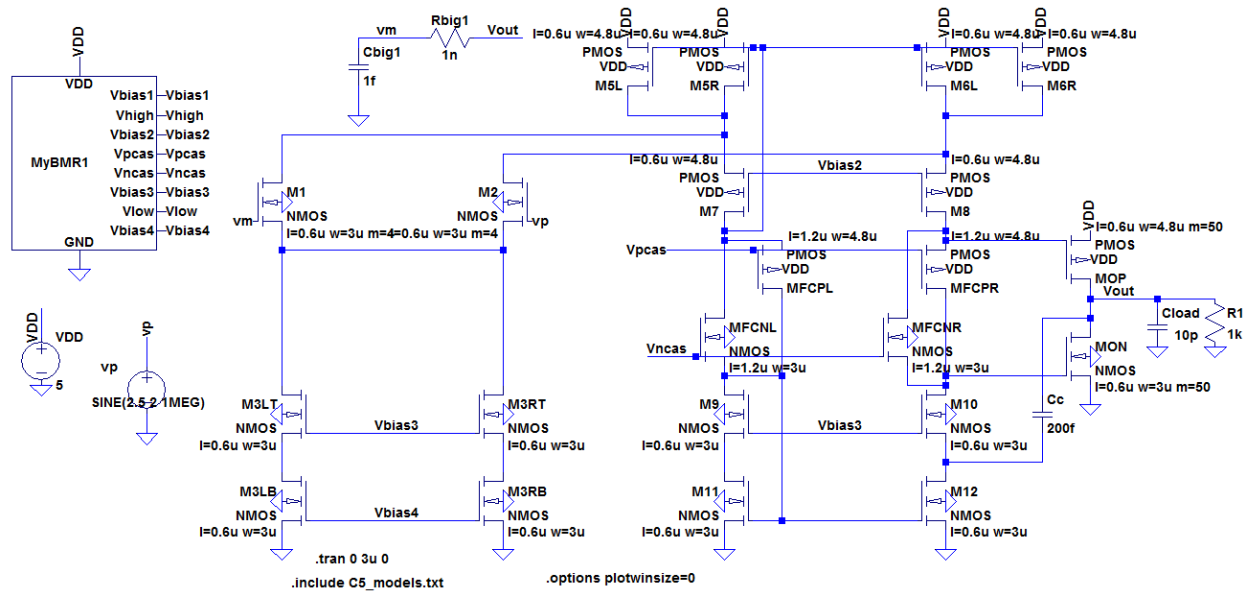 VDD
VDD
MyBMR1
Vbias1
Vhigh
Vbias2
Vpcas
Vncas
Vbias3
Vlow
Vbias4
GND
Vbias1
Vhigh
Vbias2
Vpcas
Vncas
Vbias3
Vlow
Vbias4
vm
Rbig1
Vout
Cbig1
1n
1f
l=0.6u w=4.8u
VDD
l=0.6u w=4.8u
VDD
PMOS
VDD
M5L
PMOS
VDD
M5R
VDD
l=0.6u w=4.8u
VDD
l=0.6u w=4.8u
PMOS
VDD
M6L
PMOS
VDD
M6R
M1
NMOS
vm
l=0.6u w=3u m=4
M2
NMOS
vp
l=0.6u w=3u m=4
l=0.6u w=4.8u
PMOS
VDD
M7
Vbias2
l=0.6u w=4.8u
PMOS
VDD
M8
Vpcas
l=1.2u w=4.8u
PMOS
VDD
MFCPL
l=1.2u w=4.8u
PMOS
VDD
MFCPR
VDD
l=0.6u w=4.8u m=50
PMOS
VDD
MOP
Vout
Cload
10p
R1
1k
MFCNL
NMOS
l=1.2u w=3u
Vncas
MFCNR
NMOS
l=1.2u w=3u
MON
NMOS
l=0.6u w=3u m=50
Cc
200f
VDD
VDD
5
vp
vp
SINE(2.5 2 1MEG)
M3LT
NMOS
l=0.6u w=3u
Vbias3
M3RT
NMOS
l=0.6u w=3u
M9
NMOS
l=0.6u w=3u
Vbias3
M10
NMOS
l=0.6u w=3u
M3LB
NMOS
l=0.6u w=3u
Vbias4
M3RB
NMOS
l=0.6u w=3u
M11
NMOS
l=0.6u w=3u
M12
NMOS
l=0.6u w=3u
.tran 0 3u 0
.include C5_models.txt
.options plotwinsize=0